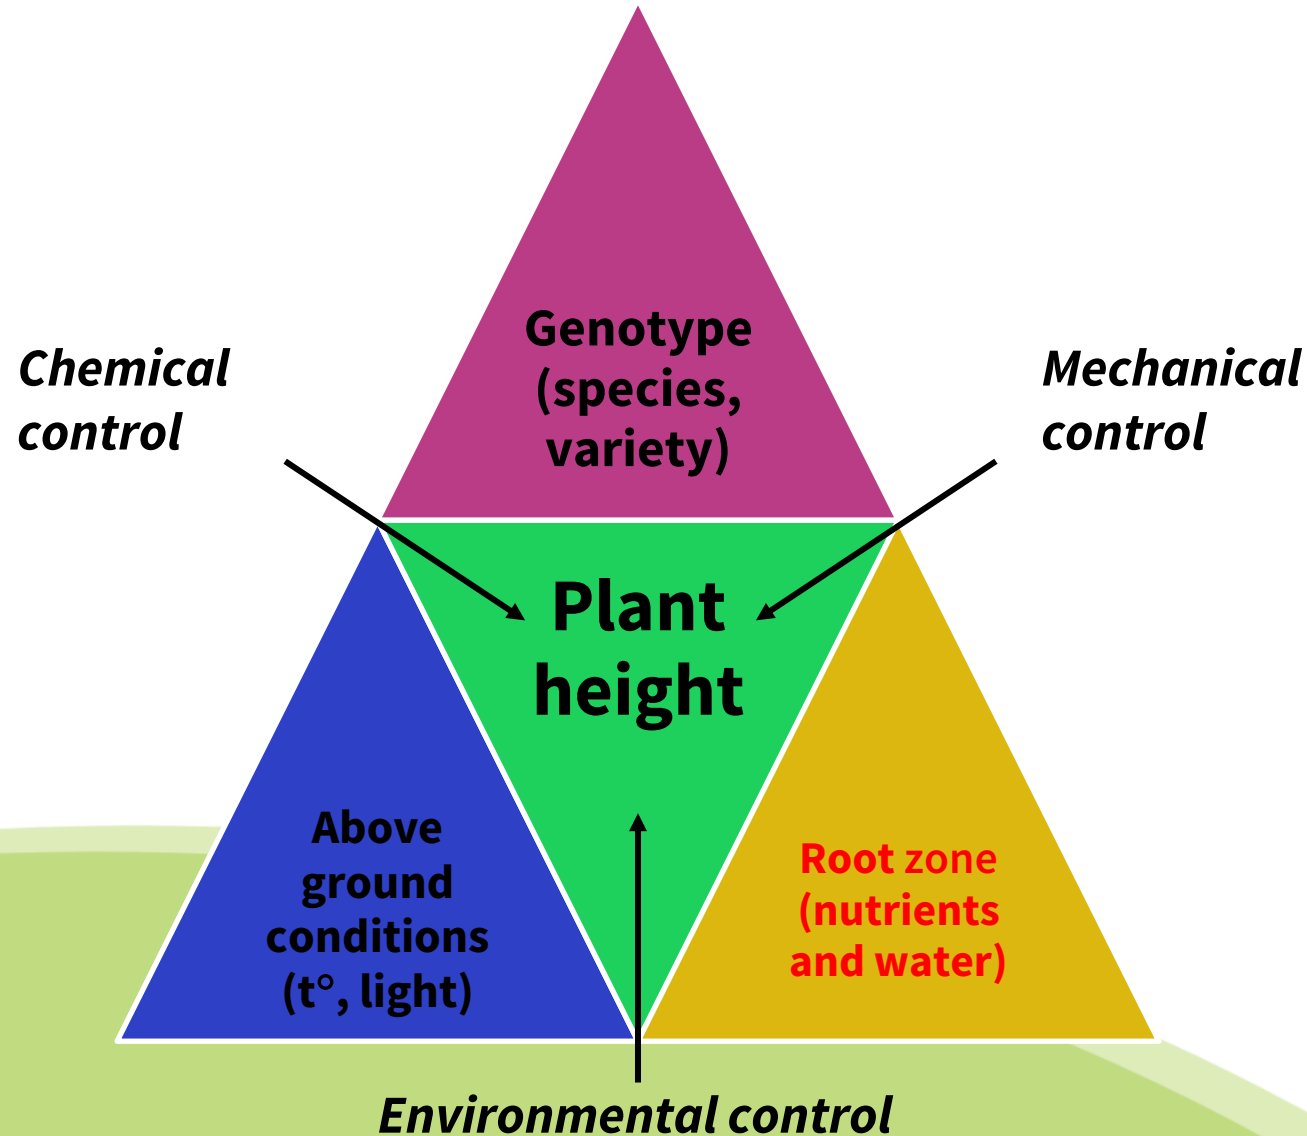 Genotype
(species,
variety)
Chemical
control
Mechanical
control
Plant
height
Above
ground
conditions
(t°, light)
Root zone
(nutrients
and water)
Environmental control